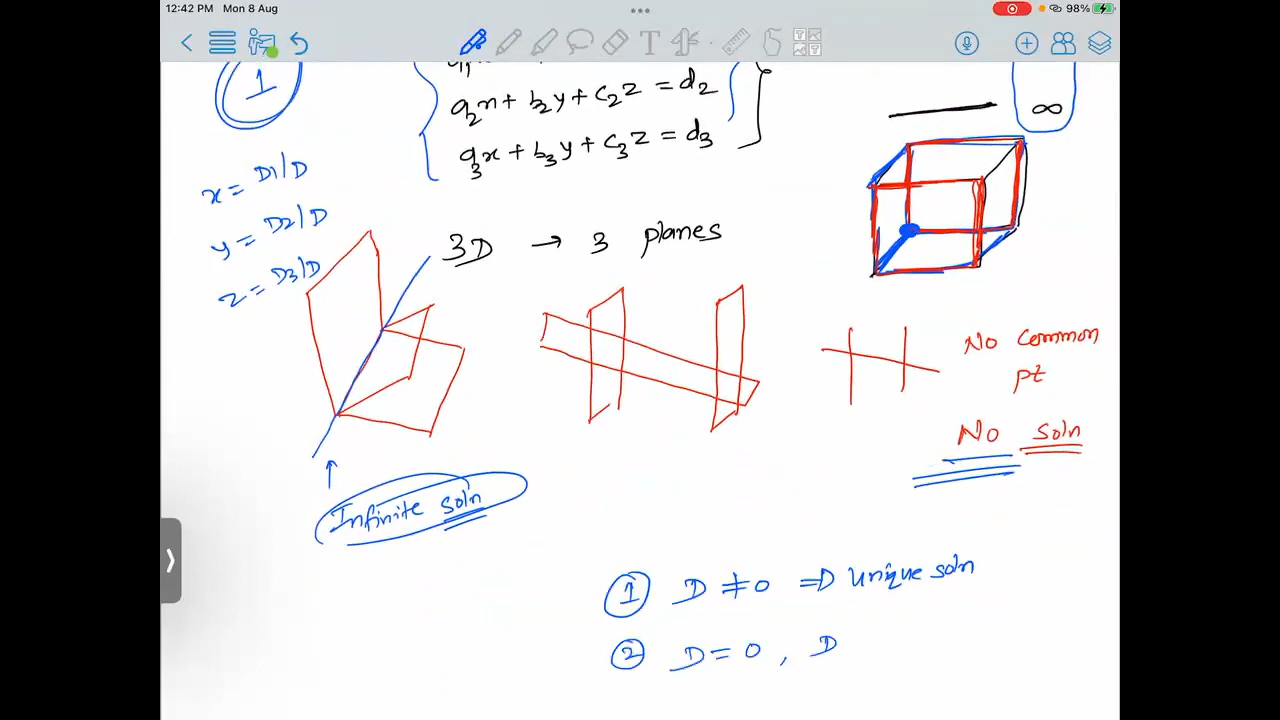 12:42 PM Mon 8 Aug
98%
T
1
a₂x + b₂y + c₂z = d₂
a₃x + b₃y + c₃z = d₃
∞
x = D1/D
y = D2/D
z = D3/D
3D → 3 planes
No common
pt
No soln
Infinite soln
① D ≠ 0 ⇒ unique soln
② D = 0 , D